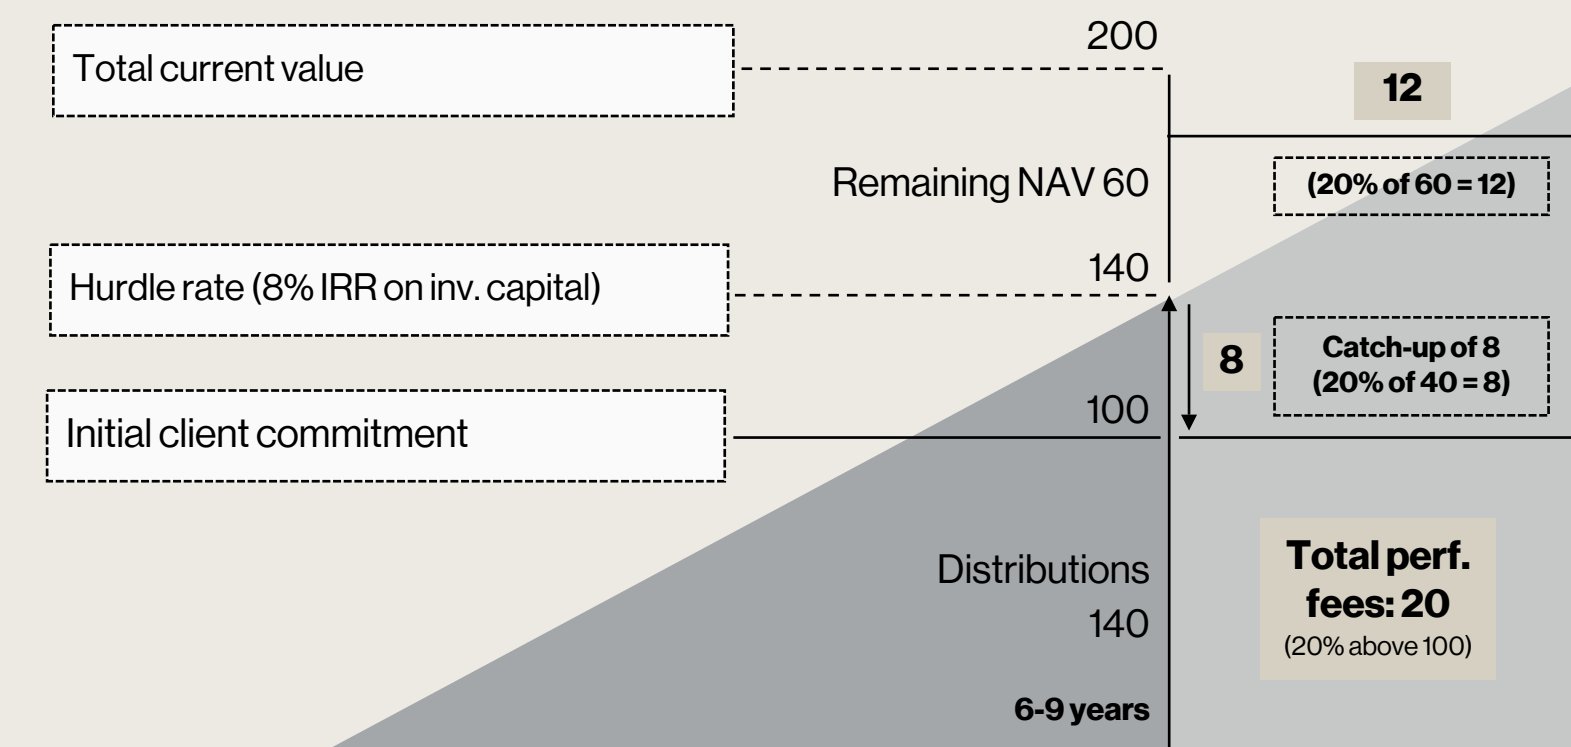 200
Total current value
12
Remaining NAV 60
(20% of 60 = 12)
140
Hurdle rate (8% IRR on inv. capital)
8
Catch-up of 8
(20% of 40 = 8)
100
Initial client commitment
Distributions
140
Total perf.
fees: 20
(20% above 100)
6-9 years